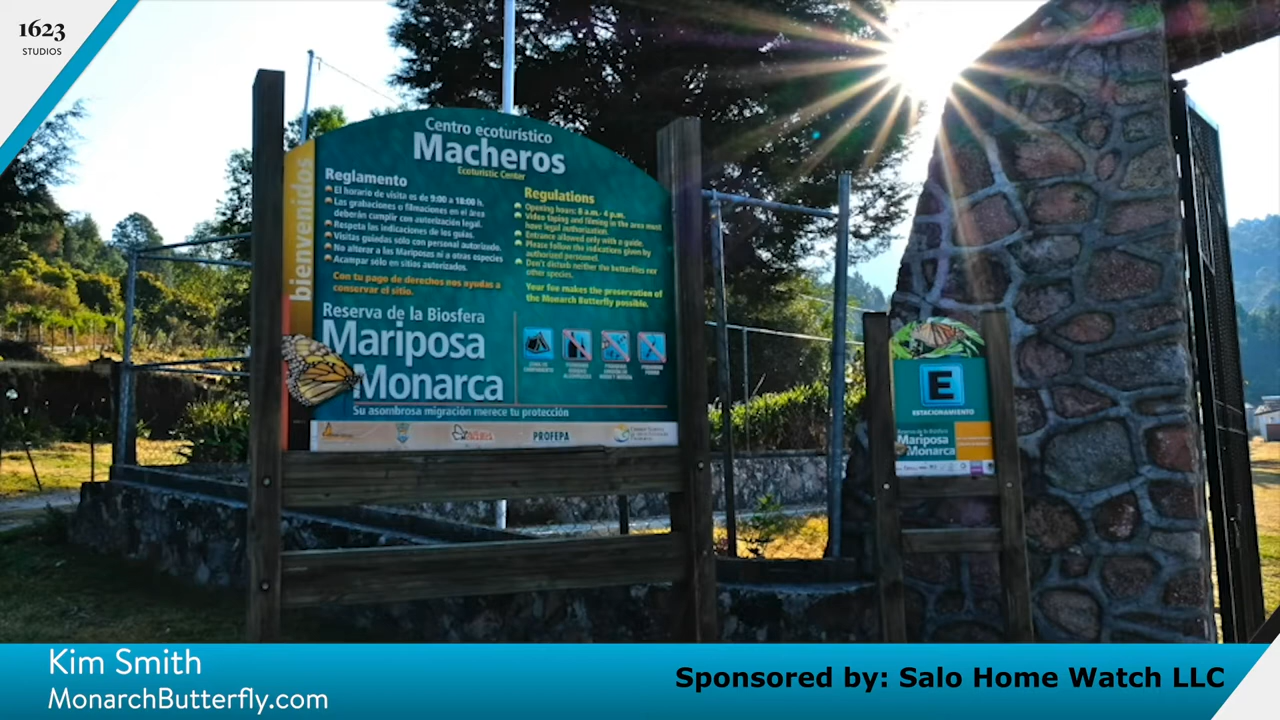 1623
STUDIOS
Centro ecoturístico
Macheros
Ecoturistic Center
bienvenidos
Reglamento
El horario de visita es de 9:00 a 18:00 h.
Las grabaciones o filmaciones en el área
deberán cumplir con autorización legal.
Respeta las indicaciones de los guías.
Visitas guiadas sólo con personal autorizado.
No alterar a las Mariposas ni a otras especies
Acampar sólo en sitios autorizados.
Con tu pago de derechos nos ayudas a
conservar el sitio.
Regulations
Opening hours: 8 a.m.- 4 p.m.
Video taping and filming in the area must
have legal authorization.
Entrance allowed only with a guide.
Please follow the indications given by
authorized personnel.
Don't disturb neither the butterflies nor
other species.
Your fee makes the preservation of
the Monarch Butterfly possible.
Reserva de la Biosfera
Mariposa
Monarca
Su asombrosa migración merece tu protección
PROFEPA
E
ESTACIONAMIENTO
Reserva de la Biosfera
Mariposa
Monarca
Kim Smith
MonarchButterfly.com
Sponsored by: Salo Home Watch LLC